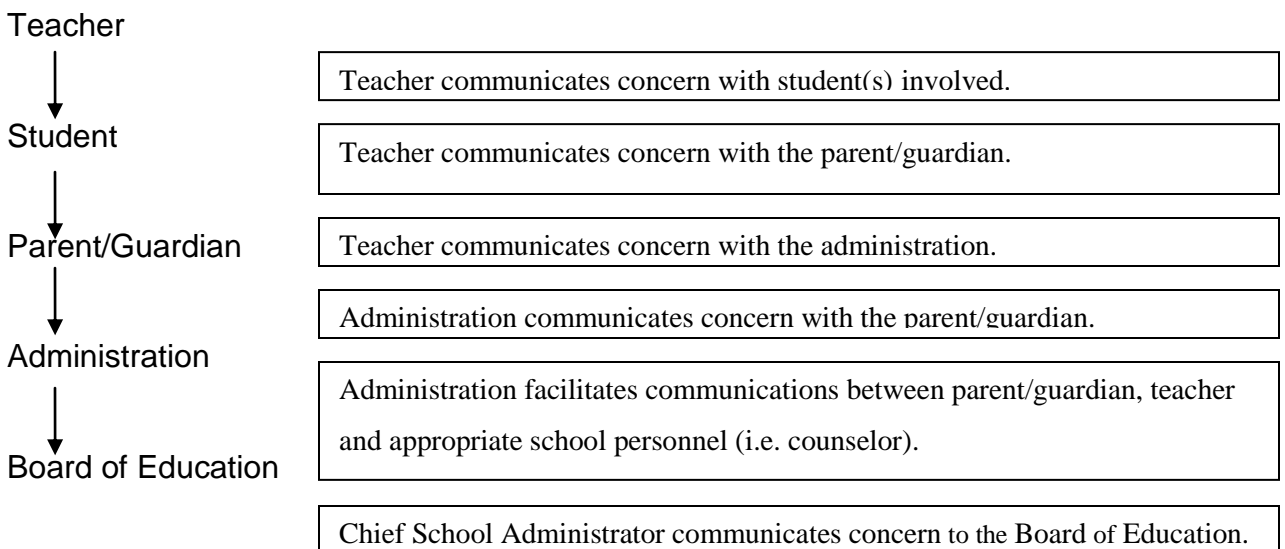 Teacher
Teacher communicates concern with student(s) involved.
Student
Teacher communicates concern with the parent/guardian.
Parent/Guardian
Teacher communicates concern with the administration.
Administration communicates concern with the parent/guardian.
Administration
Administration facilitates communications between parent/guardian, teacher
and appropriate school personnel (i.e. counselor).
Board of Education
Chief School Administrator communicates concern to the Board of Education.